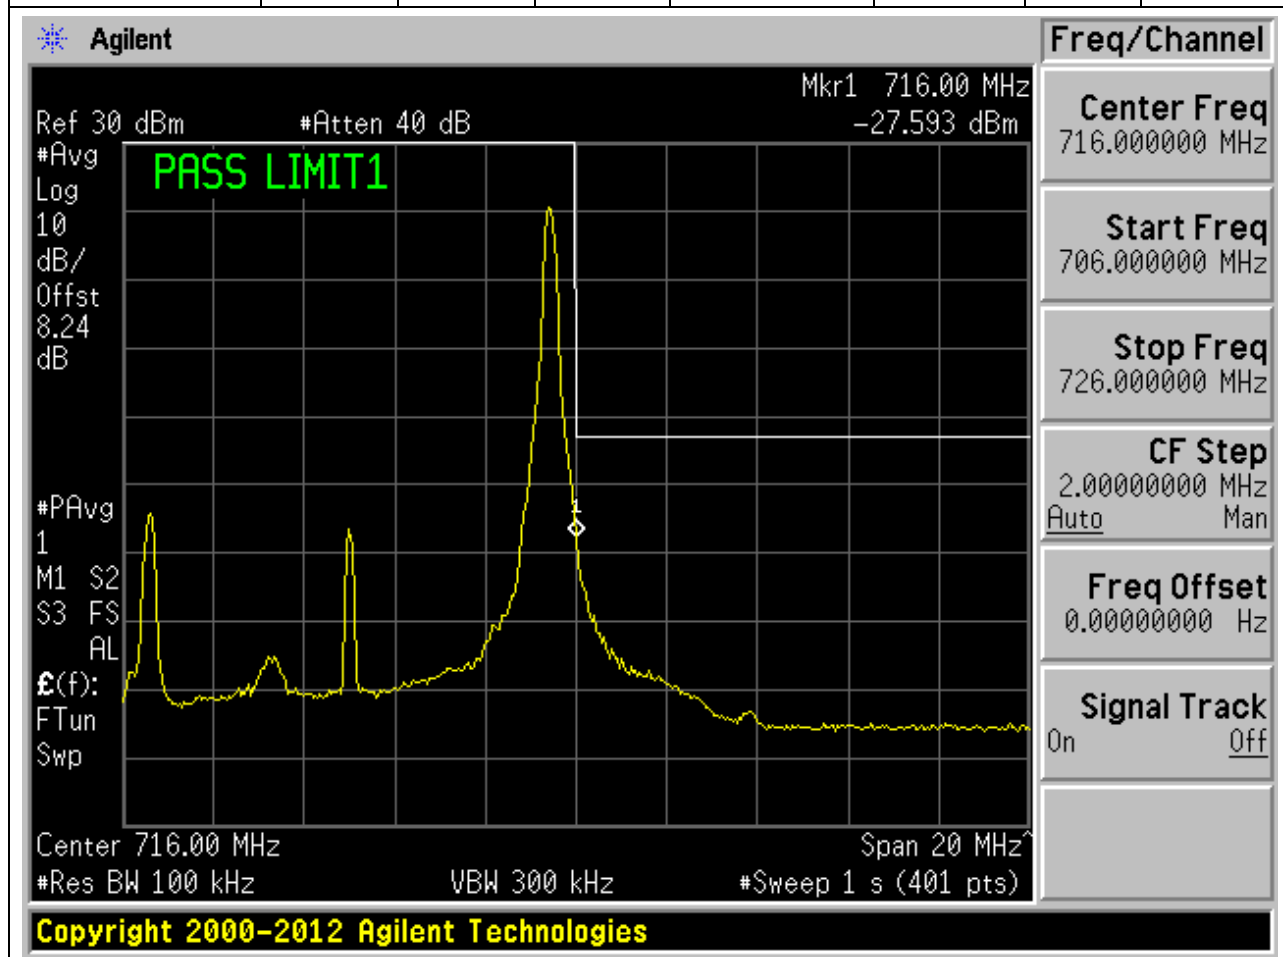 Agilent
Freq/Channel
Mkr1 716.00 MHz
Ref 30 dBm #Atten 40 dB -27.593 dBm
#Avg
Log
10
dB/
Offst
8.24
dB
PASS LIMIT1
1
#PAvg
1
M1 S2
S3 FS
AL
£(f):
FTun
Swp
Center 716.00 MHz Span 20 MHz^
#Res BW 100 kHz VBW 300 kHz #Sweep 1 s (401 pts)
Center Freq
716.000000 MHz
Start Freq
706.000000 MHz
Stop Freq
726.000000 MHz
CF Step
2.00000000 MHz
Auto Man
Freq Offset
0.00000000 Hz
Signal Track
On Off
Copyright 2000-2012 Agilent Technologies